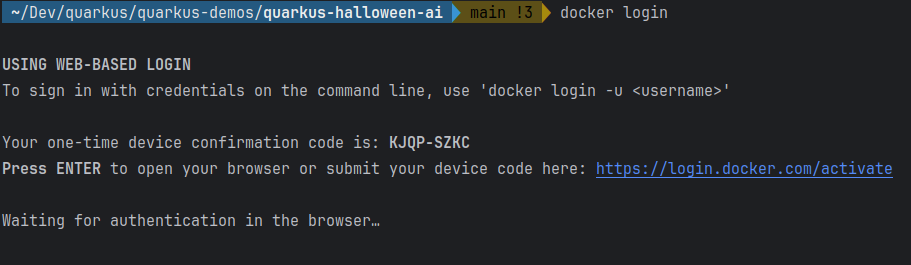 ~/Dev/quarkus/quarkus-demos/quarkus-halloween-ai main !3 docker login
USING WEB-BASED LOGIN
To sign in with credentials on the command line, use 'docker login -u <username>'
Your one-time device confirmation code is: KJQP-SZKC
Press ENTER to open your browser or submit your device code here: https://login.docker.com/activate
Waiting for authentication in the browser…